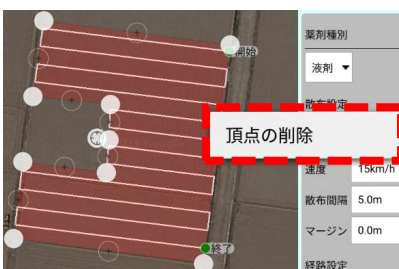 薬剤種別
開始
液剤
散布設定
頂点の削除
速度 15km/h
散布間隔 5.0m
マージン 0.0m
終了
経路設定